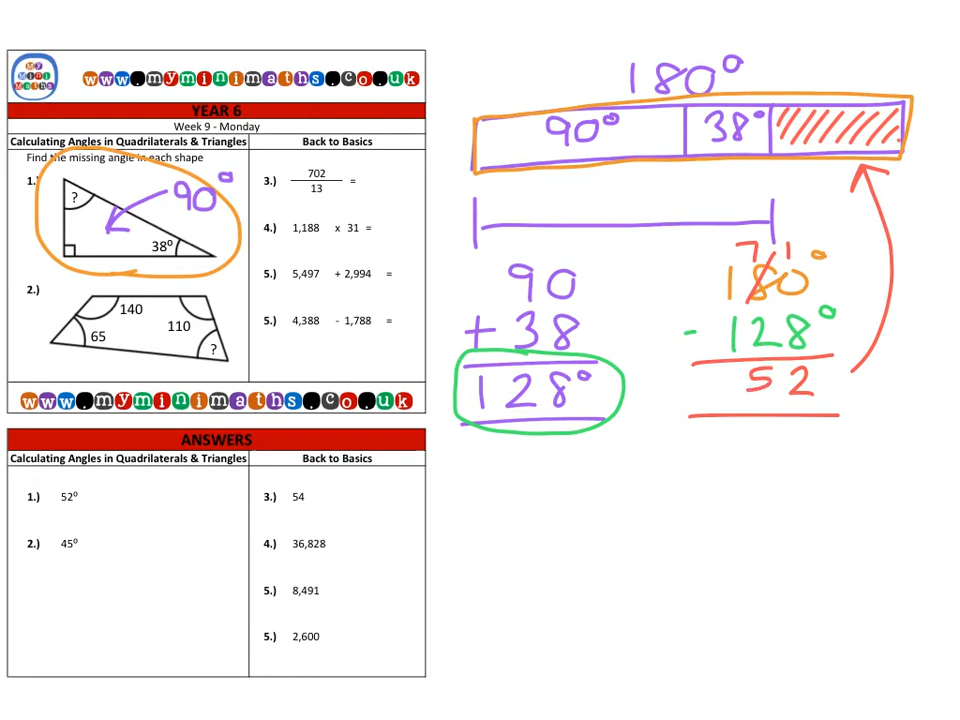 My
Mini
Maths
www.myminimaths.co.uk
YEAR 6
Week 9 - Monday
Calculating Angles in Quadrilaterals & Triangles
Find the missing angle in each shape
1.)
?
38°
90°
2.)
140
65
110
?
Back to Basics
3.) 702
13 =
4.) 1,188 x 31 =
5.) 5,497 + 2,994 =
5.) 4,388 - 1,788 =
www.myminimaths.co.uk
ANSWERS
Calculating Angles in Quadrilaterals & Triangles
1.) 52°
2.) 45°
Back to Basics
3.) 54
4.) 36,828
5.) 8,491
5.) 2,600
180°
90° 38°
90
+ 38
128°
7 1
180°
- 128°
52